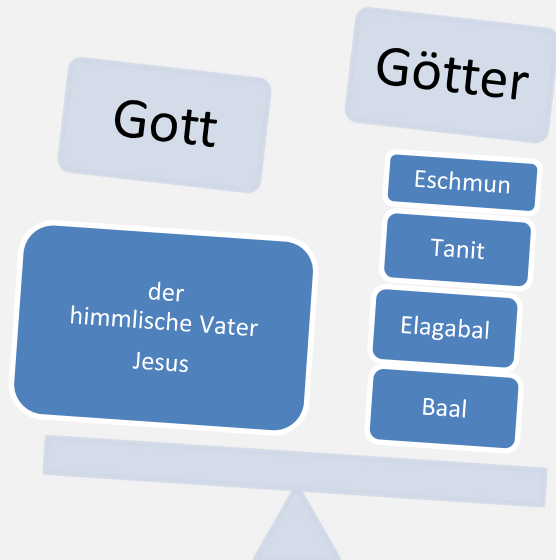 Gott
der
himmlische Vater
Jesus
Götter
Eschmun
Tanit
Elagabal
Baal